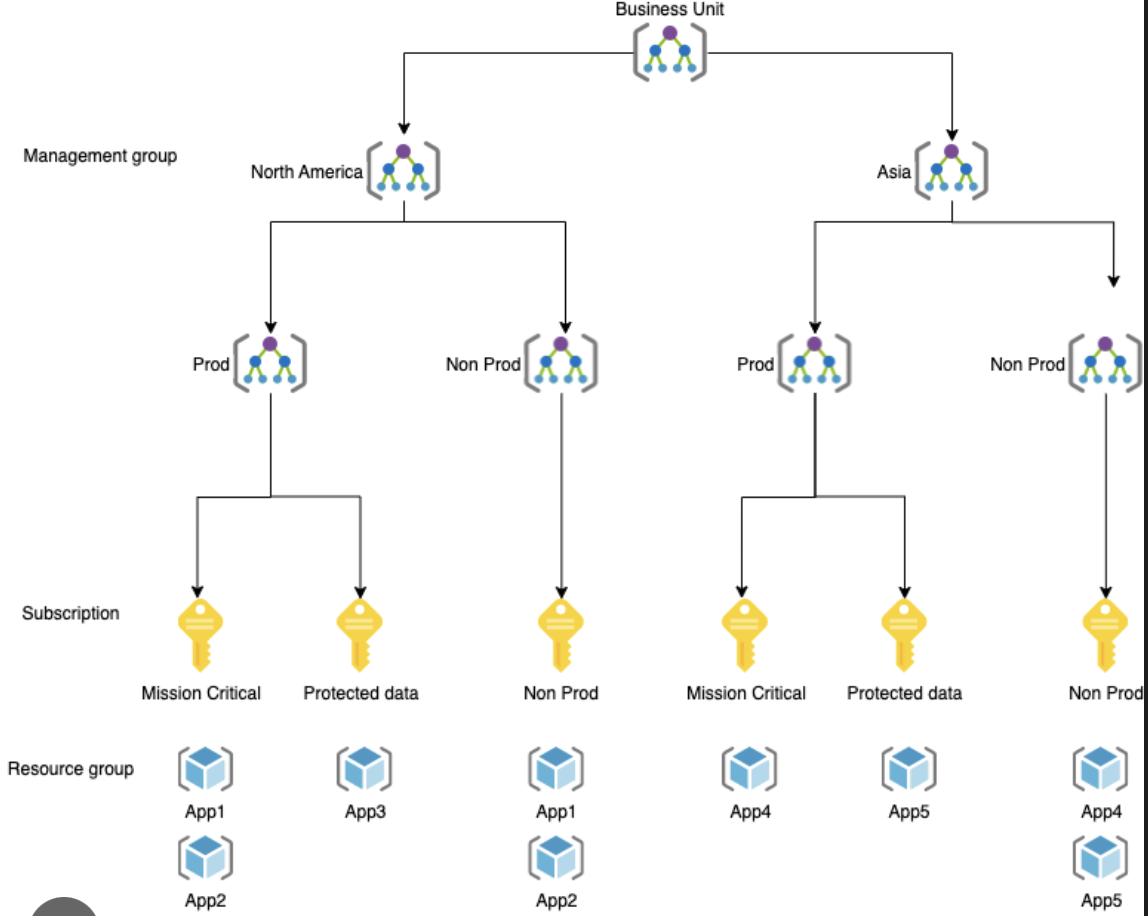 Business Unit
Management group
North America
Asia
Prod
Non Prod
Prod
Non Prod
Subscription
Mission Critical
Protected data
Non Prod
Mission Critical
Protected data
Non Prod
Resource group
App1
App3
App1
App4
App5
App4
App2
App2
App5